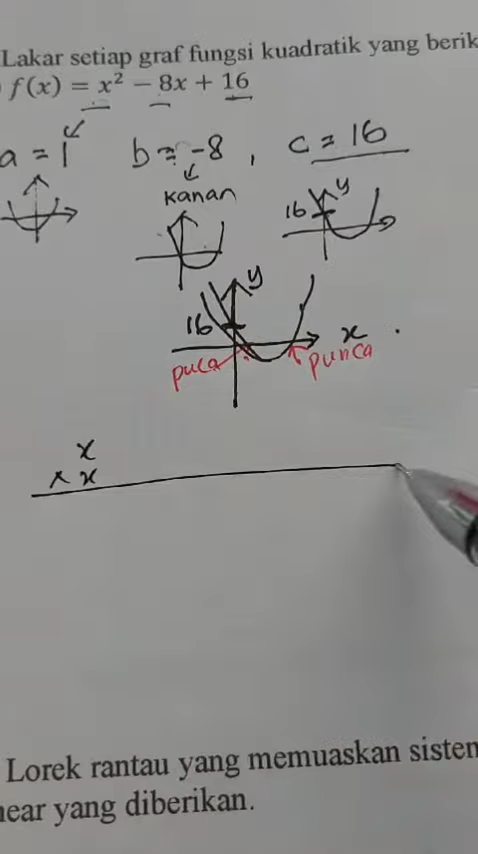 Lakar setiap graf fungsi kuadratik yang berik
f(x) = x² − 8x + 16
a = 1 b = -8 , c = 16
kanan
16 y
y
16
x .
puca punca
x
× x
Lorek rantau yang memuaskan sisten
near yang diberikan.